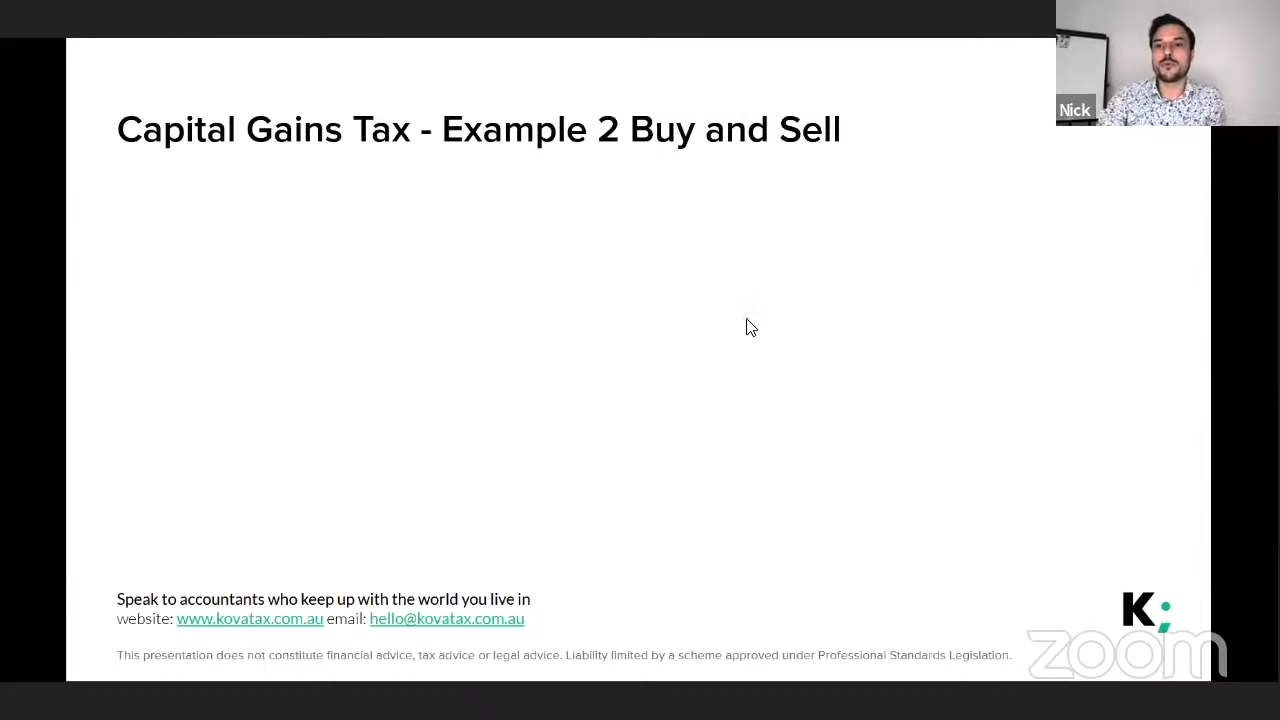 Nick
Capital Gains Tax - Example 2 Buy and Sell
Speak to accountants who keep up with the world you live in
website: www.kovatax.com.au email: hello@kovatax.com.au
K;
This presentation does not constitute financial advice, tax advice or legal advice. Liability limited by a scheme approved under Professional Standards Legislation.
zoom